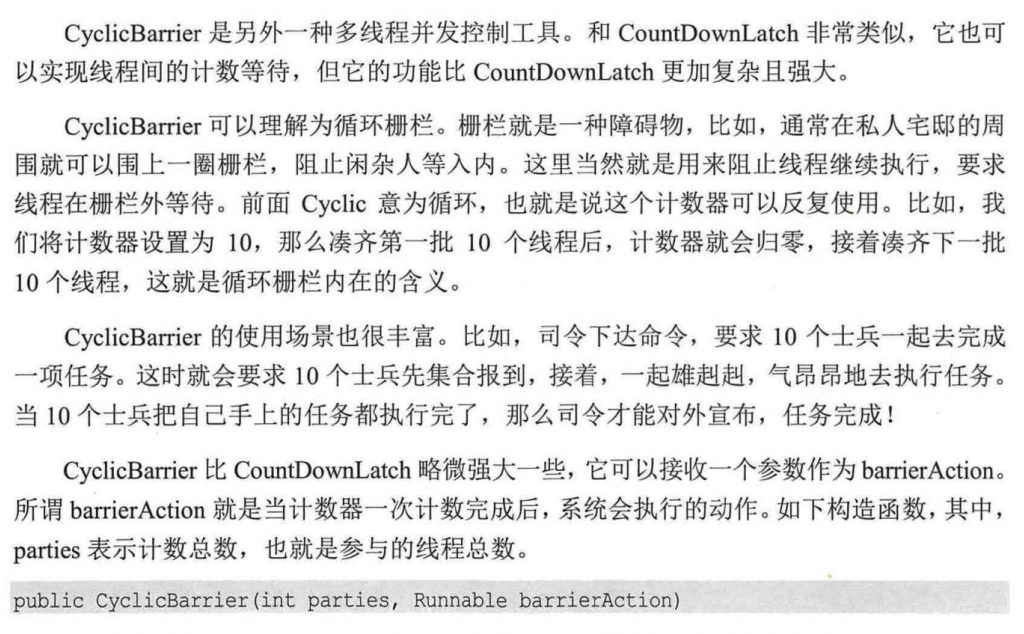 CyclicBarrier 是另外一种多线程并发控制工具。和 CountDownLatch 非常类似，它也可
以实现线程间的计数等待，但它的功能比 CountDownLatch 更加复杂且强大。
CyclicBarrier 可以理解为循环栅栏。栅栏就是一种障碍物，比如，通常在私人宅邸的周
围就可以围上一圈栅栏，阻止闲杂人等入内。这里当然就是用来阻止线程继续执行，要求
线程在栅栏外等待。前面 Cyclic 意为循环，也就是说这个计数器可以反复使用。比如，我
们将计数器设置为 10，那么凑齐第一批 10 个线程后，计数器就会归零，接着凑齐下一批
10 个线程，这就是循环栅栏内在的含义。
CyclicBarrier 的使用场景也很丰富。比如，司令下达命令，要求 10 个士兵一起去完成
一项任务。这时就会要求 10 个士兵先集合报到，接着，一起雄赳赳，气昂昂地去执行任务。
当 10 个士兵把自己手上的任务都执行完了，那么司令才能对外宣布，任务完成！
CyclicBarrier 比 CountDownLatch 略微强大一些，它可以接收一个参数作为 barrierAction。
所谓 barrierAction 就是当计数器一次计数完成后，系统会执行的动作。如下构造函数，其中，
parties 表示计数总数，也就是参与的线程总数。
public CyclicBarrier(int parties, Runnable barrierAction)